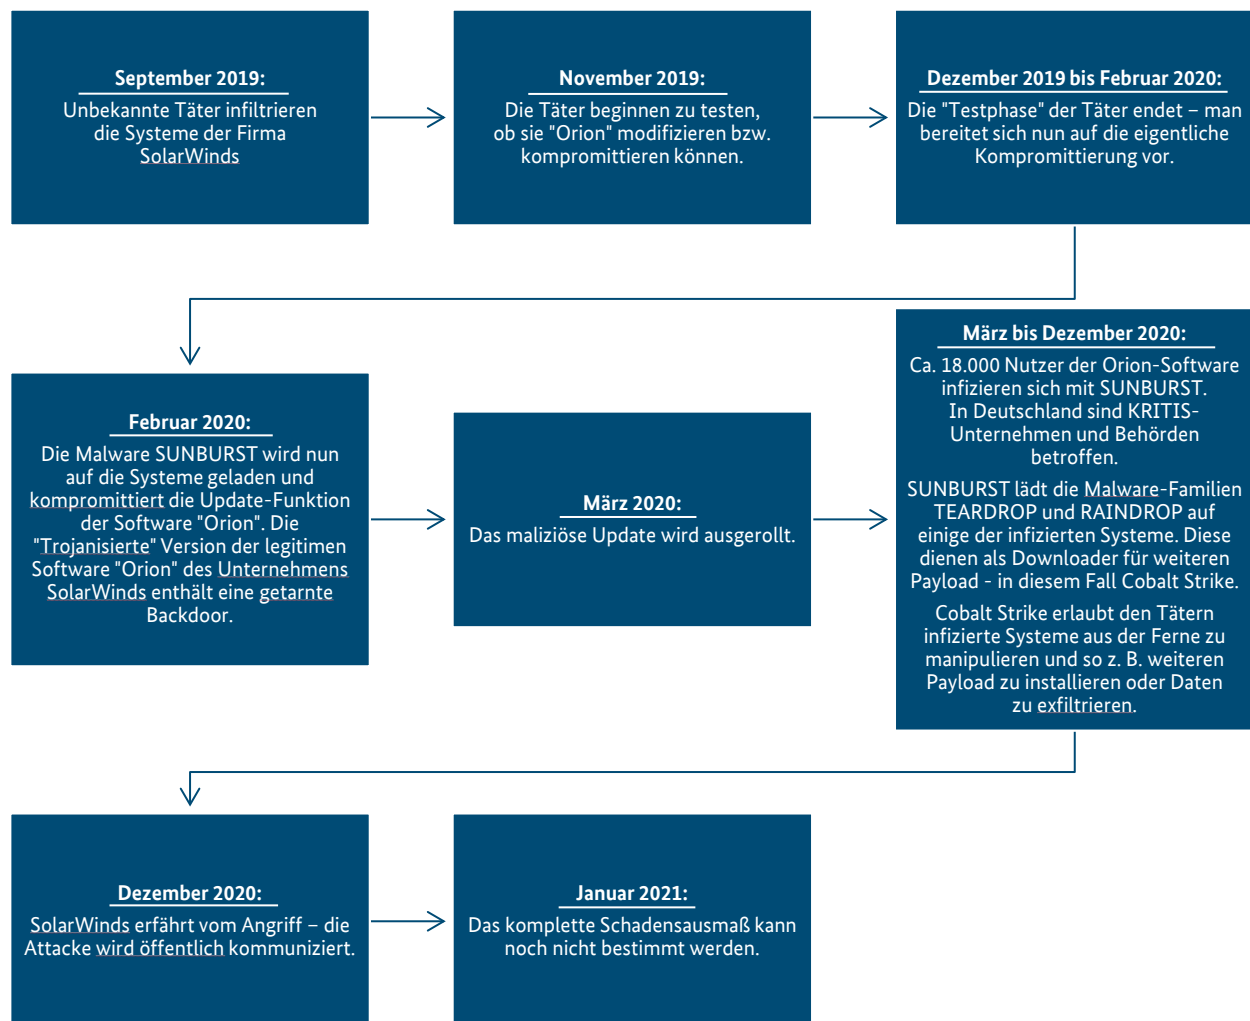 September 2019:
Unbekannte Täter infiltrieren
die Systeme der Firma
SolarWinds
November 2019:
Die Täter beginnen zu testen,
ob sie "Orion" modifizieren bzw.
kompromittieren können.
Dezember 2019 bis Februar 2020:
Die "Testphase" der Täter endet – man
bereitet sich nun auf die eigentliche
Kompromittierung vor.
Februar 2020:
Die Malware SUNBURST wird nun
auf die Systeme geladen und
kompromittiert die Update-Funktion
der Software "Orion". Die
"Trojanisierte" Version der legitimen
Software "Orion" des Unternehmens
SolarWinds enthält eine getarnte
Backdoor.
März 2020:
Das maliziöse Update wird ausgerollt.
März bis Dezember 2020:
Ca. 18.000 Nutzer der Orion-Software
infizieren sich mit SUNBURST.
In Deutschland sind KRITIS-
Unternehmen und Behörden
betroffen.
SUNBURST lädt die Malware-Familien
TEARDROP und RAINDROP auf
einige der infizierten Systeme. Diese
dienen als Downloader für weiteren
Payload - in diesem Fall Cobalt Strike.
Cobalt Strike erlaubt den Tätern
infizierte Systeme aus der Ferne zu
manipulieren und so z. B. weiteren
Payload zu installieren oder Daten
zu exfiltrieren.
Dezember 2020:
SolarWinds erfährt vom Angriff – die
Attacke wird öffentlich kommuniziert.
Januar 2021:
Das komplette Schadensausmaß kann
noch nicht bestimmt werden.